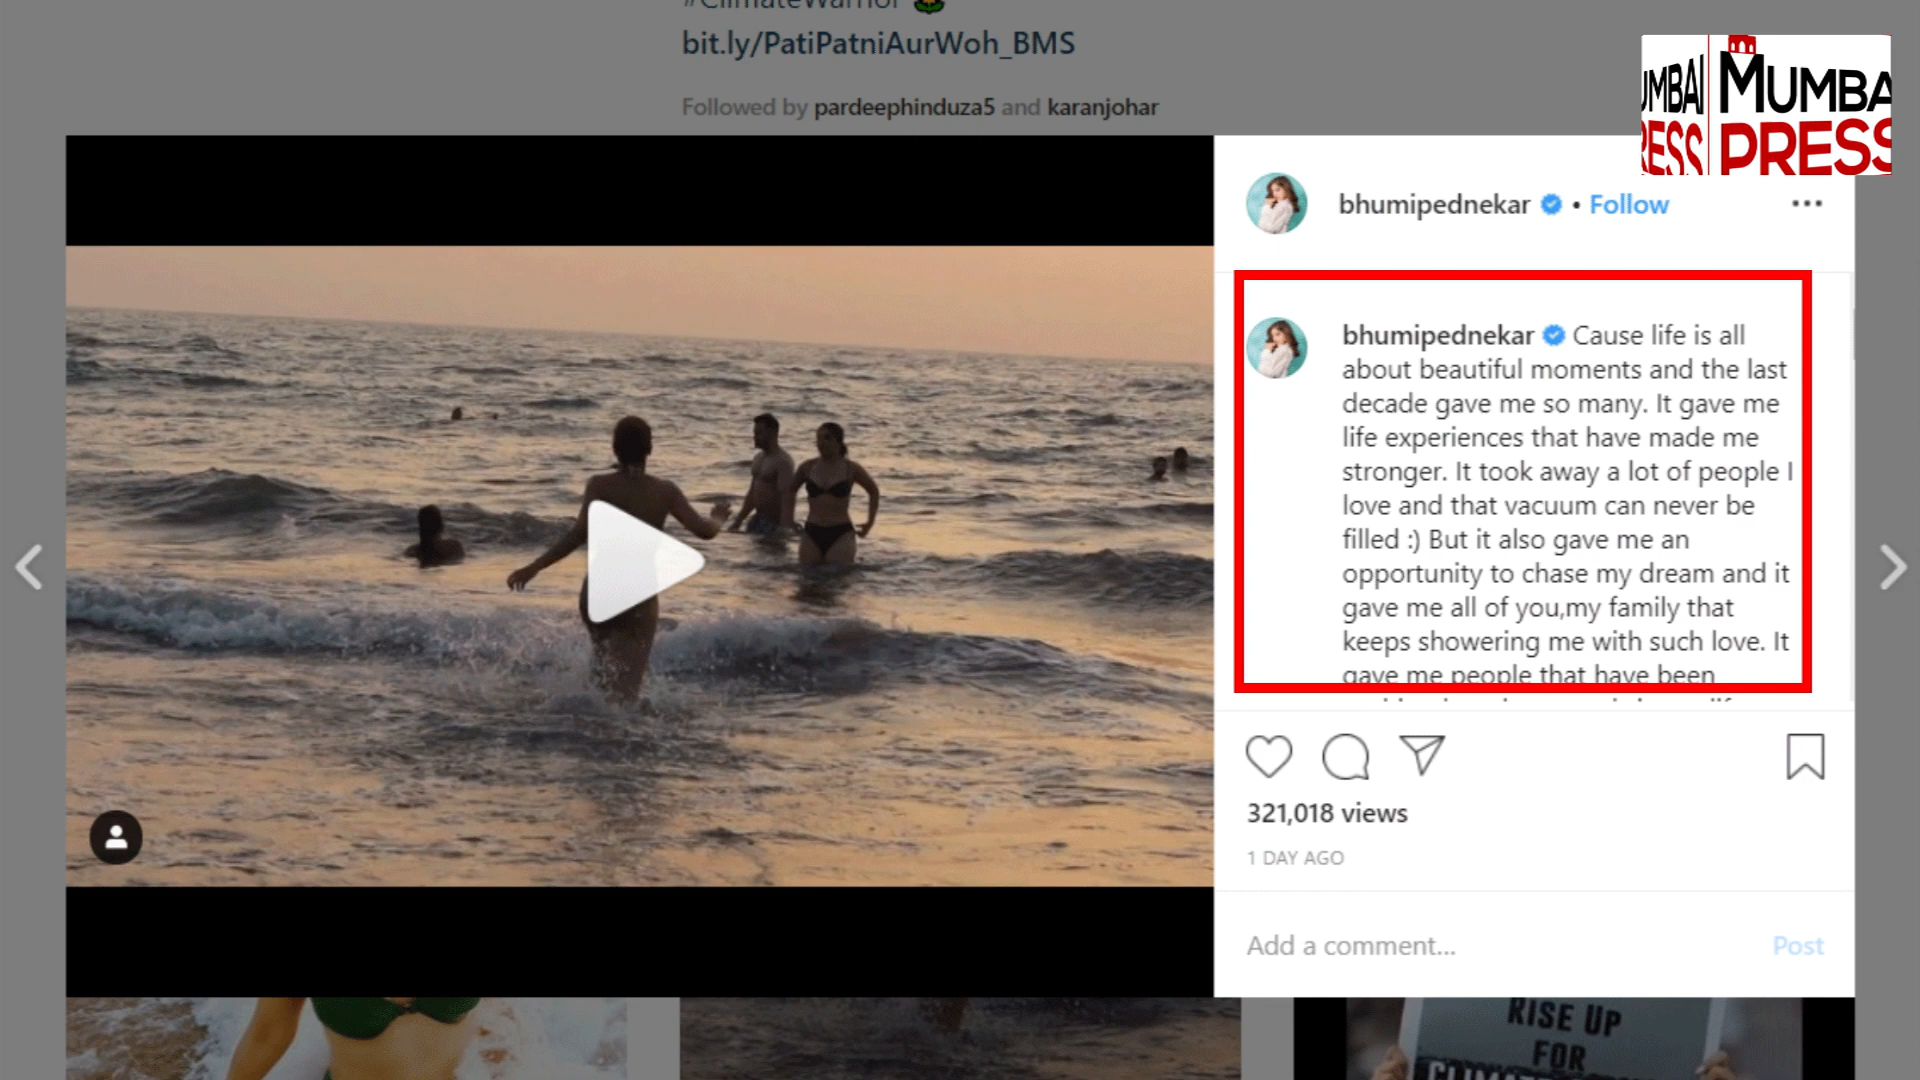 #ClimateWarrior
bit.ly/PatiPatniAurWoh_BMS
Followed by pardeephinduza5 and karanjohar
UMBAI MUMBA
RESS PRESS
bhumipednekar • Follow
bhumipednekar Cause life is all
about beautiful moments and the last
decade gave me so many. It gave me
life experiences that have made me
stronger. It took away a lot of people I
love and that vacuum can never be
filled :) But it also gave me an
opportunity to chase my dream and it
gave me all of you,my family that
keeps showering me with such love. It
gave me people that have been
321,018 views
1 DAY AGO
Add a comment... Post
RISE UP
FOR